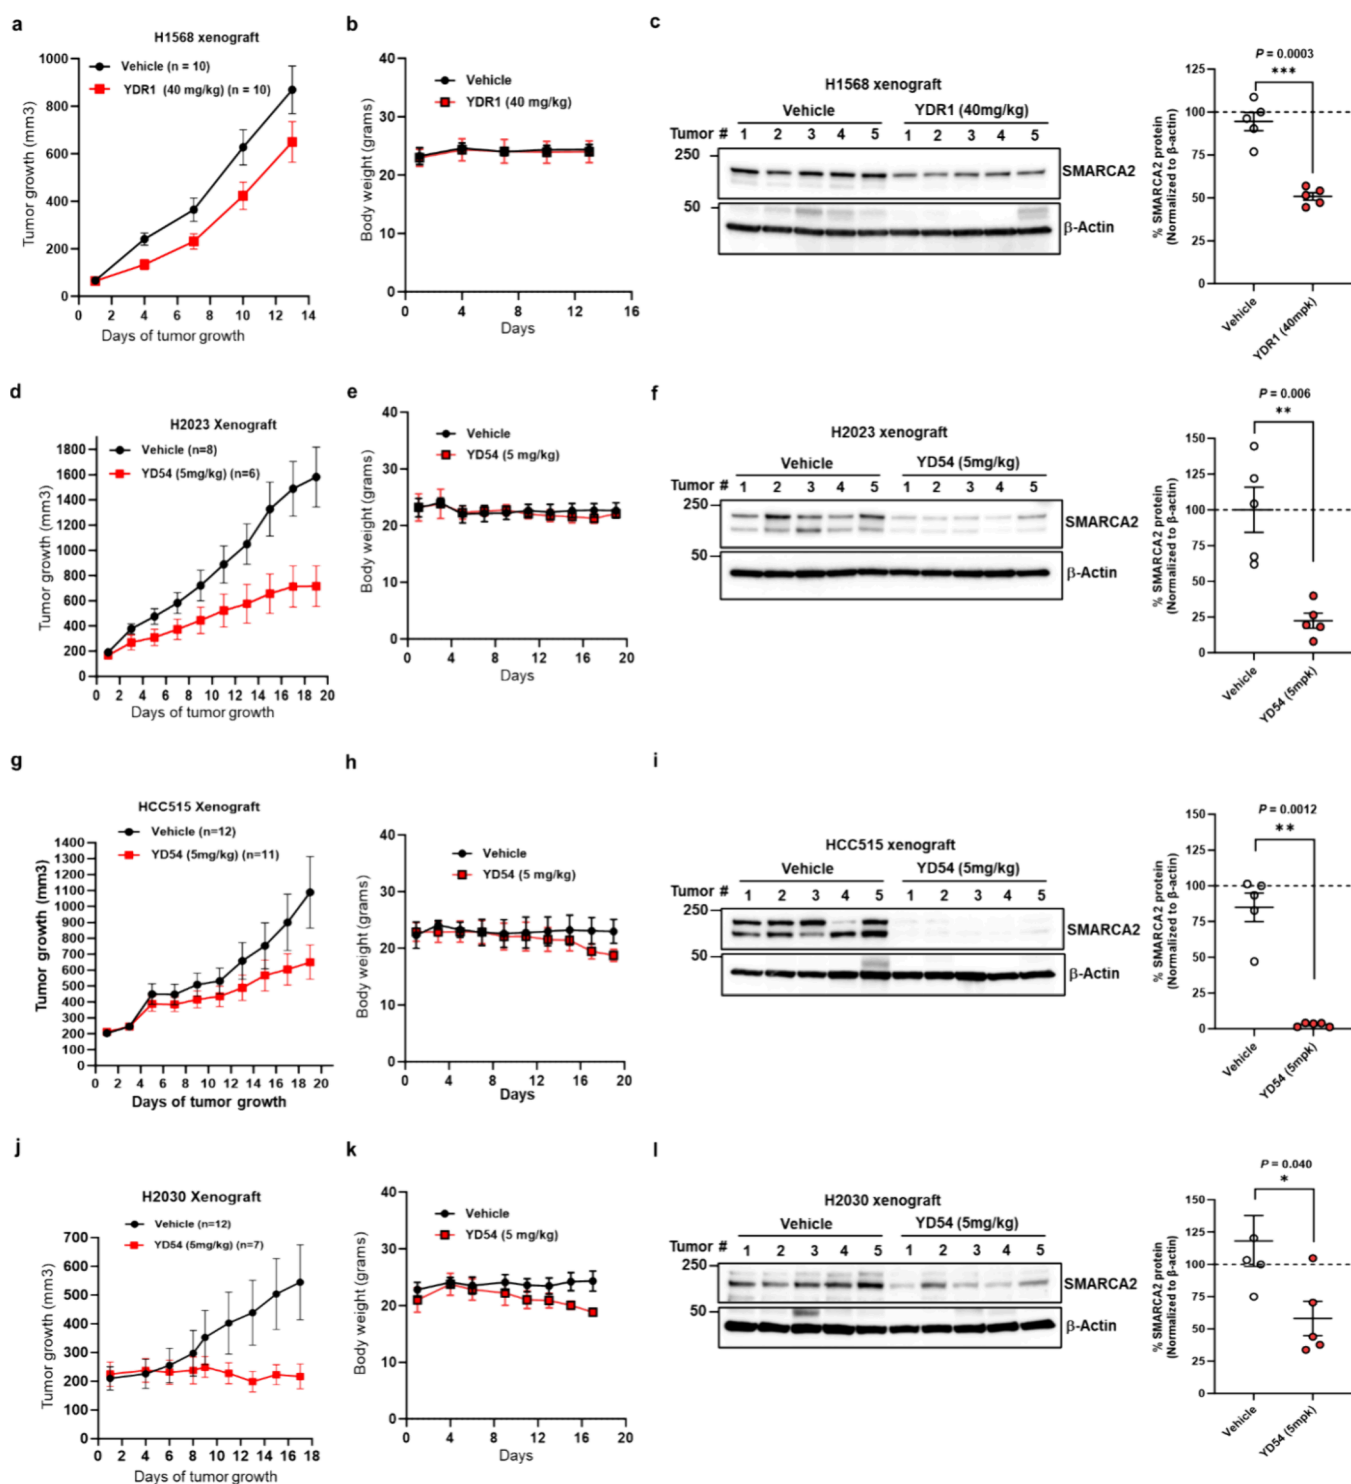 a
H1568 xenograft
Vehicle (n = 10)
YDR1 (40 mg/kg) (n = 10)
Tumor growth (mm3)
1000
800
600
400
200
0
0 2 4 6 8 10 12 14
Days of tumor growth
b
Vehicle
YDR1 (40 mg/kg)
Body weight (grams)
40
30
20
10
0
0 4 8 12 16
Days
c
H1568 xenograft
Vehicle YDR1 (40mg/kg)
Tumor # 1 2 3 4 5 1 2 3 4 5
250
SMARCA2
50
β-Actin
P = 0.0003
***
% SMARCA2 protein
(Normalized to β-actin)
125
100
75
50
25
0
Vehicle
YDR1 (40mpk)
d
H2023 Xenograft
Vehicle (n=8)
YD54 (5mg/kg) (n=6)
Tumor growth (mm3)
1800
1600
1400
1200
1000
800
600
400
200
0
0 2 4 6 8 10 12 14 16 18 20
Days of tumor growth
e
Vehicle
YD54 (5 mg/kg)
Body weight (grams)
40
30
20
10
0
0 4 8 12 16 20
Days
f
H2023 xenograft
Vehicle YD54 (5mg/kg)
Tumor # 1 2 3 4 5 1 2 3 4 5
250
SMARCA2
50
β-Actin
P = 0.006
**
% SMARCA2 protein
(Normalized to β-actin)
150
125
100
75
50
25
0
Vehicle
YD54 (5mpk)
g
HCC515 Xenograft
Vehicle (n=12)
YD54 (5mg/kg) (n=11)
Tumor growth (mm3)
1400
1300
1200
1100
1000
900
800
700
600
500
400
300
200
100
0
0 2 4 6 8 10 12 14 16 18 20
Days of tumor growth
h
Vehicle
YD54 (5 mg/kg)
Body weight (grams)
40
30
20
10
0
0 4 8 12 16 20
Days
i
HCC515 xenograft
Vehicle YD54 (5mg/kg)
Tumor # 1 2 3 4 5 1 2 3 4 5
250
SMARCA2
50
β-Actin
P = 0.0012
**
% SMARCA2 protein
(Normalized to β-actin)
150
125
100
75
50
25
0
Vehicle
YD54 (5mpk)
j
H2030 Xenograft
Vehicle (n=12)
YD54 (5mg/kg) (n=7)
Tumor growth (mm3)
700
600
500
400
300
200
100
0
0 2 4 6 8 10 12 14 16 18
Days of tumor growth
k
Vehicle
YD54 (5 mg/kg)
Body weight (grams)
40
30
20
10
0
0 4 8 12 16 20
Days
l
H2030 xenograft
Vehicle YD54 (5mg/kg)
Tumor # 1 2 3 4 5 1 2 3 4 5
250
SMARCA2
50
β-Actin
P = 0.040
*
% SMARCA2 protein
(Normalized to β-actin)
150
125
100
75
50
25
0
Vehicle
YD54 (5mpk)